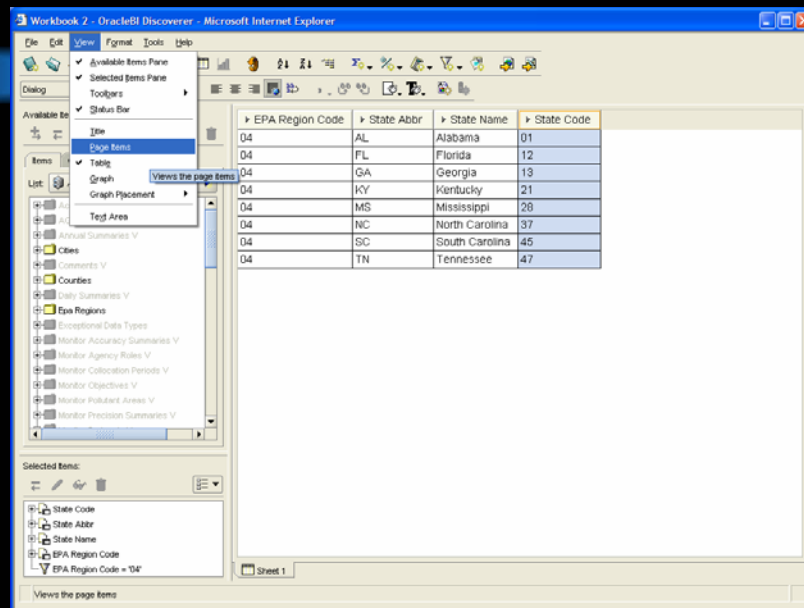 Workbook 2 - OracleBI Discoverer - Microsoft Internet Explorer
File Edit View Format Tools Help
Available Items Pane
Selected Items Pane
Toolbars
Status Bar
Title
Page Items
Table
Graph
Graph Placement
Text Area
Views the page items
Dialog
Available Ite
Items
List:
Annual Summaries V
Cities
Comments V
Counties
Daily Summaries V
Epa Regions
Exceptional Data Types
Monitor Accuracy Summaries V
Monitor Agency Roles V
Monitor Collocation Periods V
Monitor Objectives V
Monitor Pollutant Areas V
Monitor Precision Summaries V
Selected Items:
State Code
State Abbr
State Name
EPA Region Code
EPA Region Code = '04'
EPA Region Code State Abbr State Name State Code
04 AL Alabama 01
04 FL Florida 12
04 GA Georgia 13
04 KY Kentucky 21
04 MS Mississippi 28
04 NC North Carolina 37
04 SC South Carolina 45
04 TN Tennessee 47
Sheet 1
Views the page items